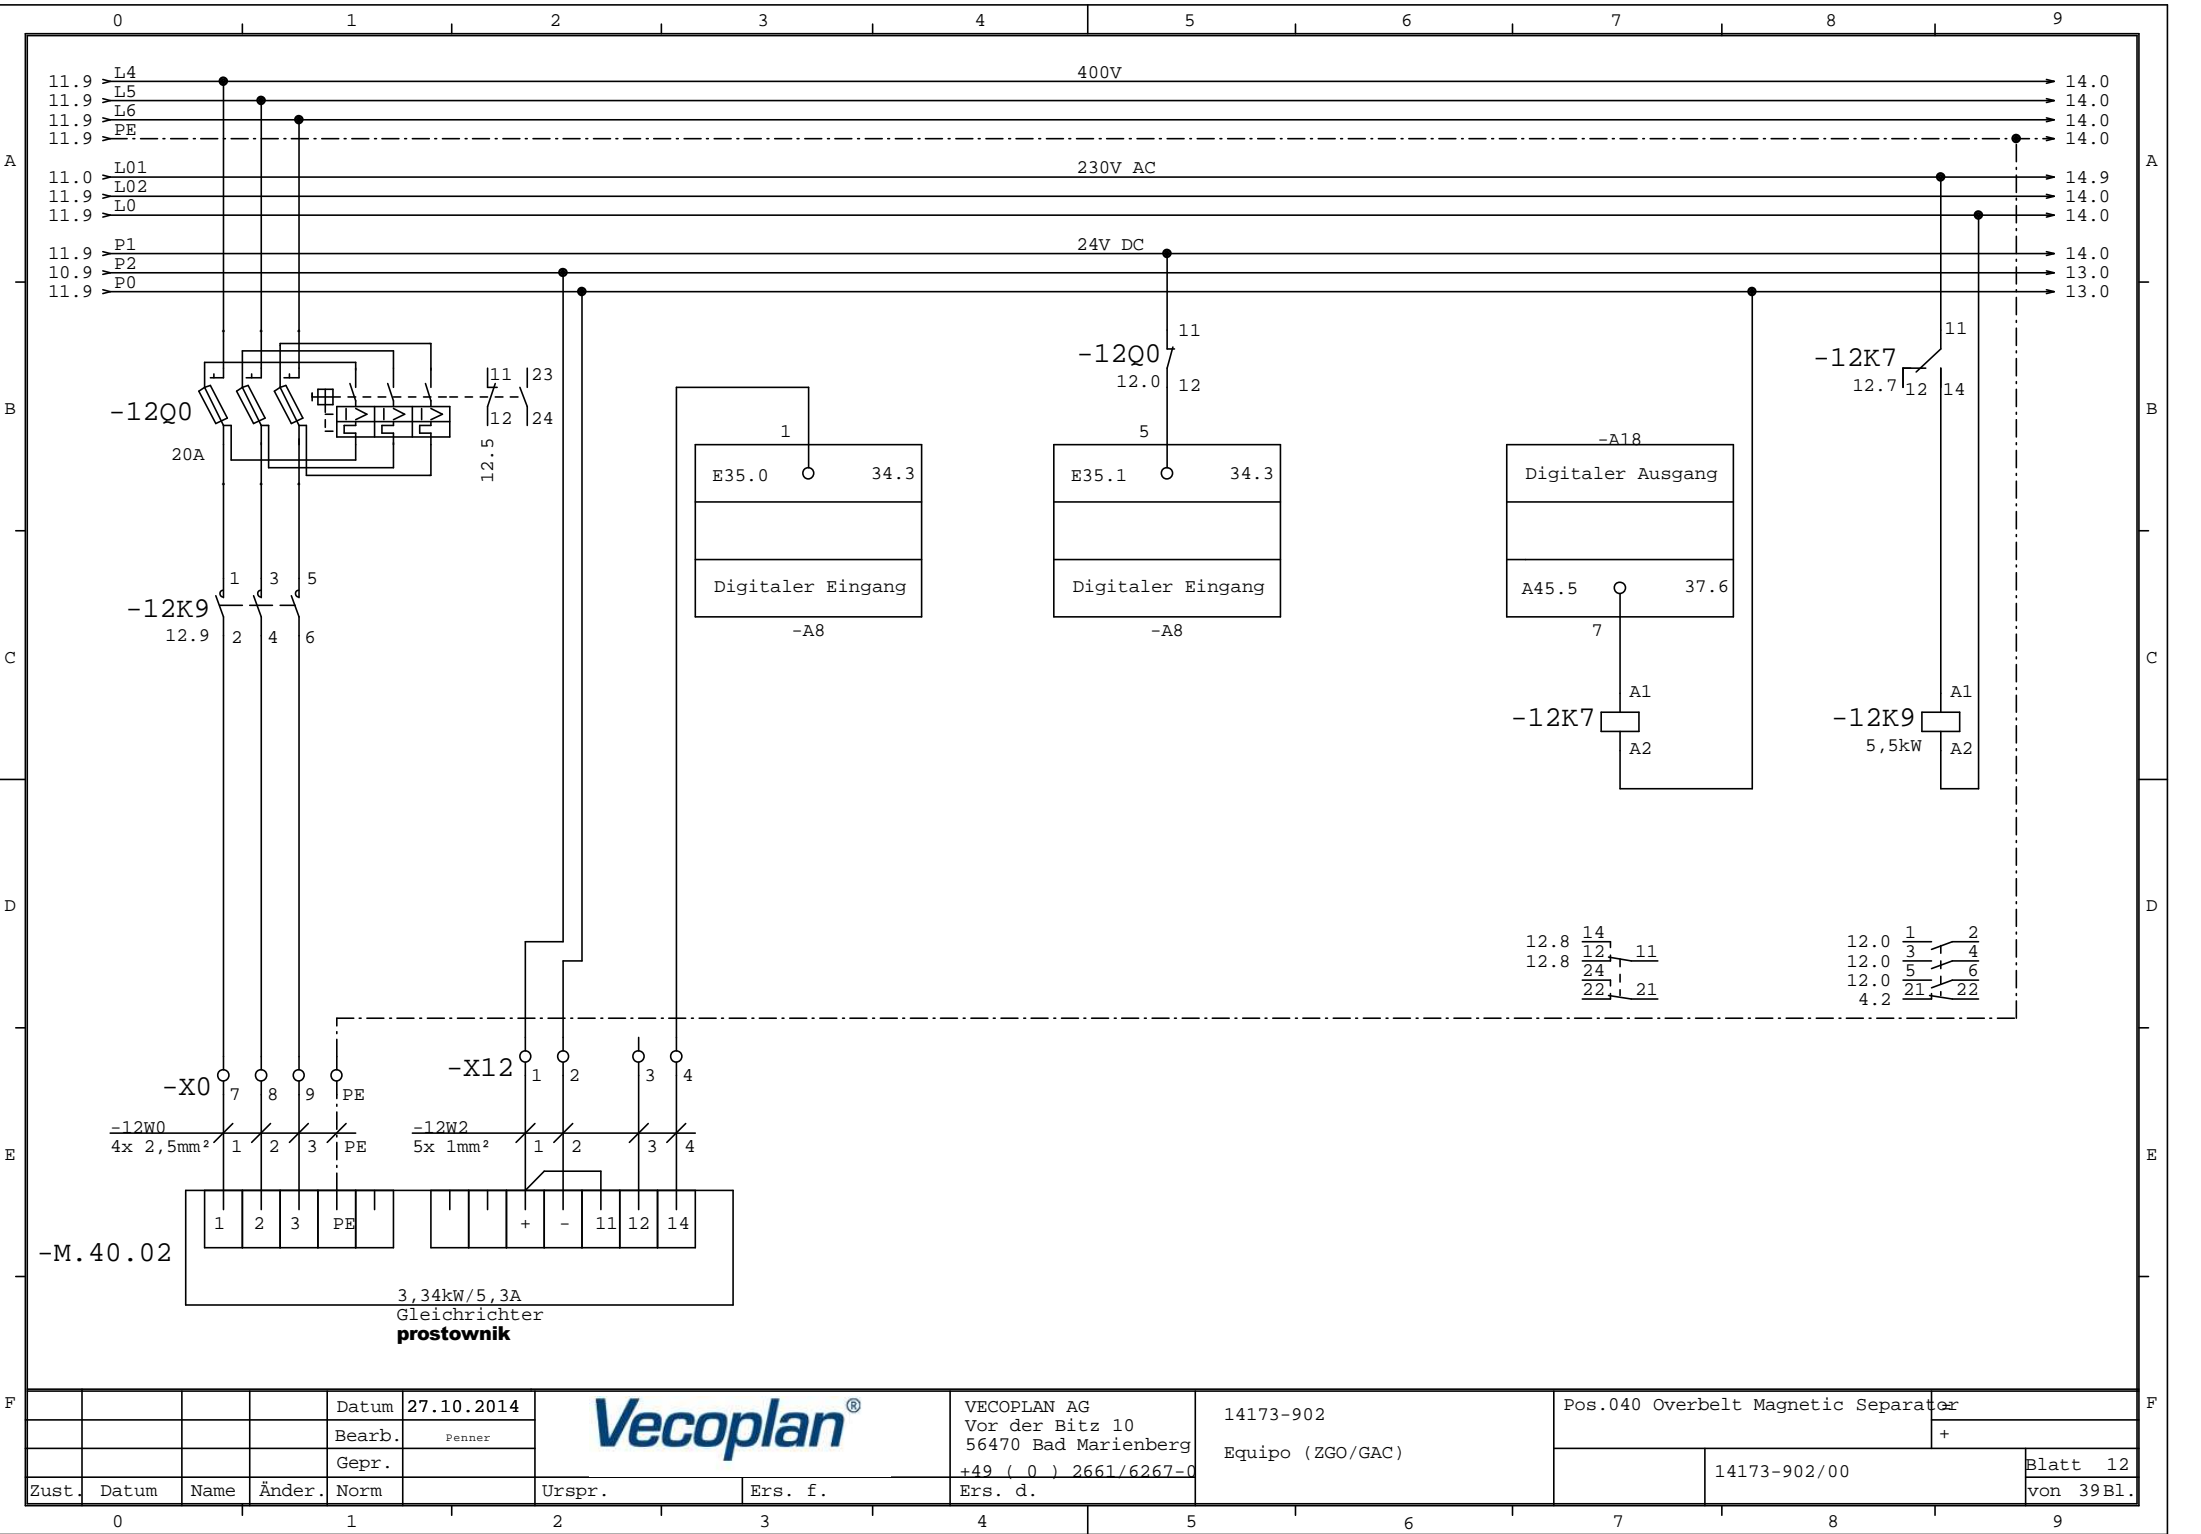 0 1 2 3 4 5 6 7 8 9
11.9 L4 400V 14.0
11.9 L5 14.0
11.9 L6 14.0
11.9 PE 14.0
A A
11.0 L01 230V AC 14.9
11.9 L02 14.0
11.9 L0 14.0
11.9 P1 24V DC 14.0
10.9 P2 13.0
11.9 P0 13.0
11 11
-12Q0 -12K7
12.0 12 12.7 12 14
11 23
-12Q0 12 24
B B
20A 12.5
1 5 -A18
E35.0 34.3 E35.1 34.3 Digitaler Ausgang
1 3 5
Digitaler Eingang Digitaler Eingang A45.5 37.6
-12K9
12.9 2 4 6 -A8 -A8 7
C C
A1 A1
-12K7 -12K9
A2 5,5kW A2
D D
12.8 14 12.0 1 2
12.8 12 11 12.0 3 4
24 12.0 5 6
22 21 4.2 21 22
-X12 1 2 3 4
-X0 7 8 9 PE
-12W0 -12W2
4x 2,5mm² 1 2 3 PE 5x 1mm² 1 2 3 4
E E
1 2 3 PE + - 11 12 14
-M.40.02
3,34kW/5,3A
Gleichrichter
prostownik
F F
Datum 27.10.2014
Bearb. Penner
Gepr.
Zust. Datum Name Änder. Norm
Vecoplan®
Urspr. Ers. f. Ers. d.
VECOPLAN AG
Vor der Bitz 10
56470 Bad Marienberg
+49 ( 0 ) 2661/6267-0
14173-902
Equipo (ZGO/GAC)
Pos.040 Overbelt Magnetic Separator
=
+
14173-902/00
Blatt 12
von 39Bl.
0 1 2 3 4 5 6 7 8 9